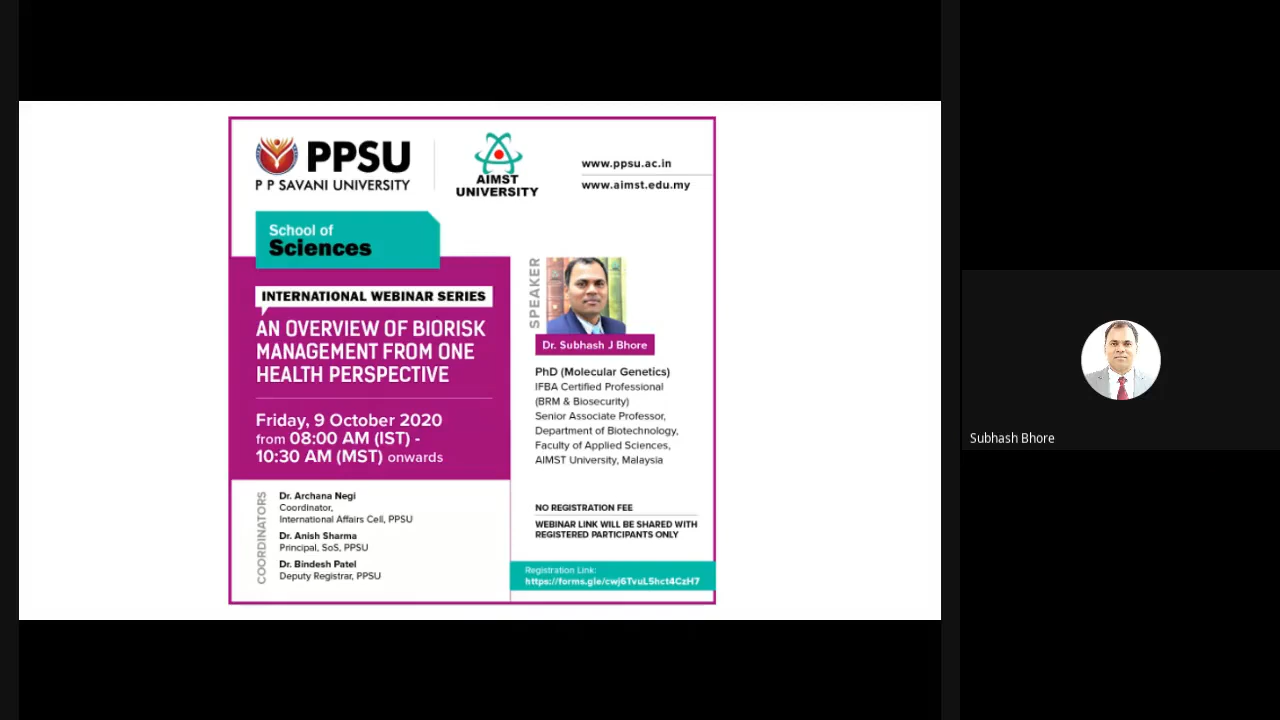 PPSU
P P SAVANI UNIVERSITY
AIMST
UNIVERSITY
www.ppsu.ac.in
www.aimst.edu.my
School of
Sciences
INTERNATIONAL WEBINAR SERIES
AN OVERVIEW OF BIORISK
MANAGEMENT FROM ONE
HEALTH PERSPECTIVE
Friday, 9 October 2020
from 08:00 AM (IST) -
10:30 AM (MST) onwards
COORDINATORS
Dr. Archana Negi
Coordinator,
International Affairs Cell, PPSU
Dr. Anish Sharma
Principal, SoS, PPSU
Dr. Bindesh Patel
Deputy Registrar, PPSU
SPEAKER
Dr. Subhash J Bhore
PhD (Molecular Genetics)
IFBA Certified Professional
(BRM & Biosecurity)
Senior Associate Professor,
Department of Biotechnology,
Faculty of Applied Sciences,
AIMST University, Malaysia
NO REGISTRATION FEE
WEBINAR LINK WILL BE SHARED WITH
REGISTERED PARTICIPANTS ONLY
Registration Link:
https://forms.gle/cwj6TvuL5hct4CzH7
Subhash Bhore